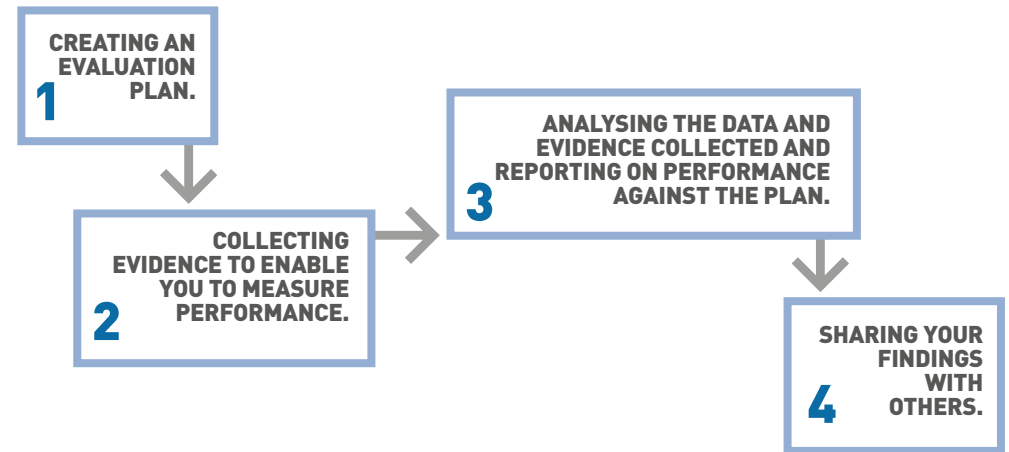 CREATING AN
EVALUATION
PLAN.
1
COLLECTING
EVIDENCE TO ENABLE
YOU TO MEASURE
PERFORMANCE.
2
ANALYSING THE DATA AND
EVIDENCE COLLECTED AND
REPORTING ON PERFORMANCE
AGAINST THE PLAN.
3
SHARING YOUR
FINDINGS
WITH
OTHERS.
4